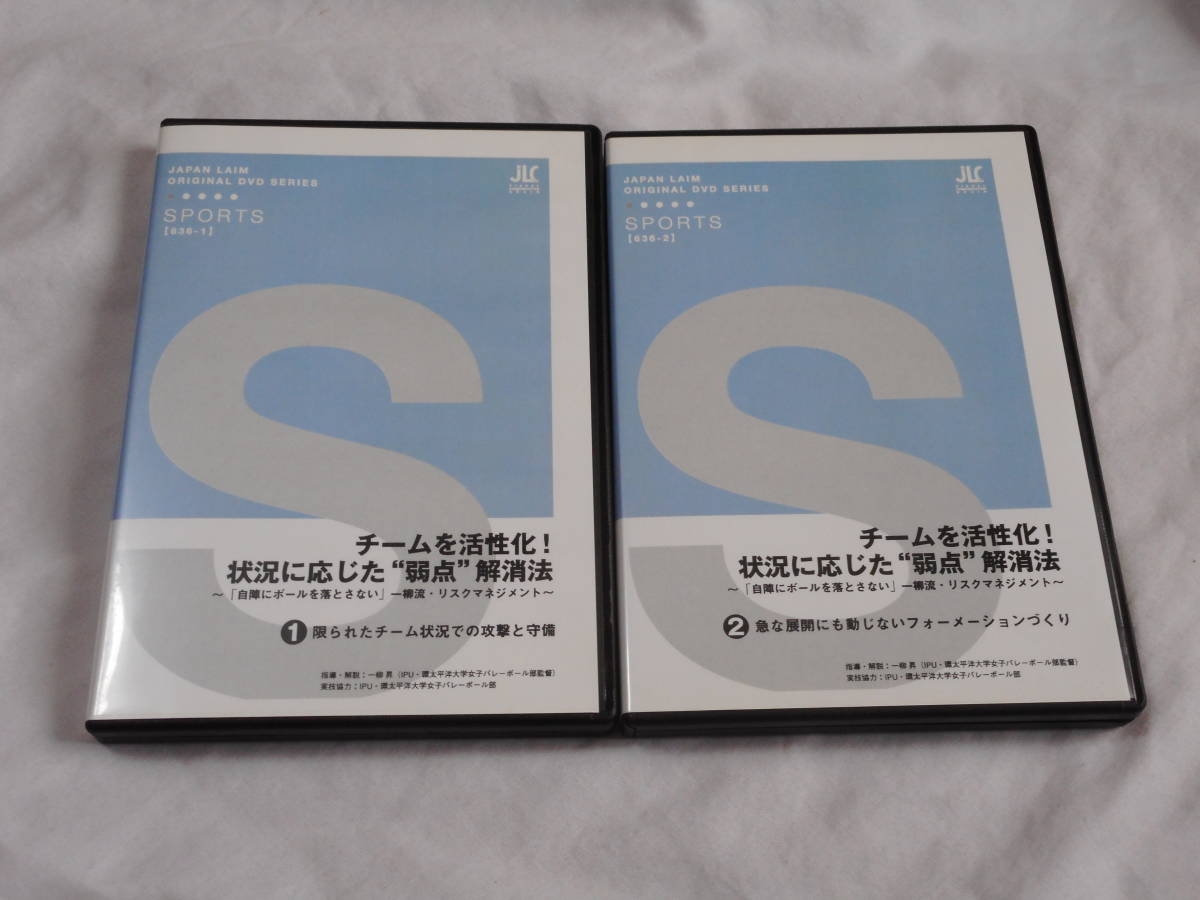 JAPAN LAIM
ORIGINAL DVD SERIES
SPORTS
【636-1】
JLC
チームを活性化！
状況に応じた“弱点”解消法
～「自陣にボールを落とさない」一柳流・リスクマネジメント～
❶限られたチーム状況での攻撃と守備
指導・解説：一柳 昇（IPU・環太平洋大学女子バレーボール部監督）
実技協力：IPU・環太平洋大学女子バレーボール部
JAPAN LAIM
ORIGINAL DVD SERIES
SPORTS
【636-2】
JLC
チームを活性化！
状況に応じた“弱点”解消法
～「自陣にボールを落とさない」一柳流・リスクマネジメント～
❷急な展開にも動じないフォーメーションづくり
指導・解説：一柳 昇（IPU・環太平洋大学女子バレーボール部監督）
実技協力：IPU・環太平洋大学女子バレーボール部
S
S